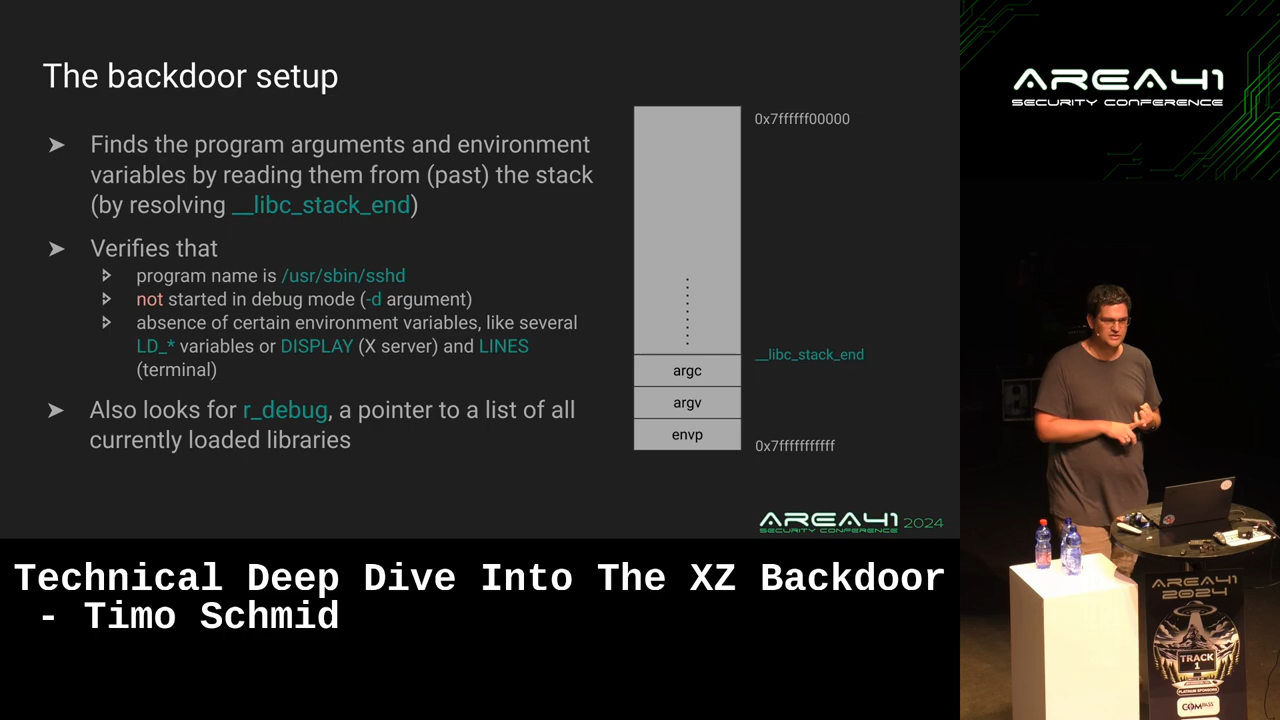 The backdoor setup
➤ Finds the program arguments and environment
variables by reading them from (past) the stack
(by resolving __libc_stack_end)
➤ Verifies that
program name is /usr/sbin/sshd
not started in debug mode (-d argument)
absence of certain environment variables, like several
LD_* variables or DISPLAY (X server) and LINES
(terminal)
➤ Also looks for r_debug, a pointer to a list of all
currently loaded libraries
0x7ffffff00000
__libc_stack_end
argc
argv
envp
0x7fffffffffff
AREA41 2024
SECURITY CONFERENCE
Technical Deep Dive Into The XZ Backdoor
- Timo Schmid
AREA41
SECURITY CONFERENCE
AREA41
2024
TRACK
1
PLATINUM SPONSORS
COMPASS